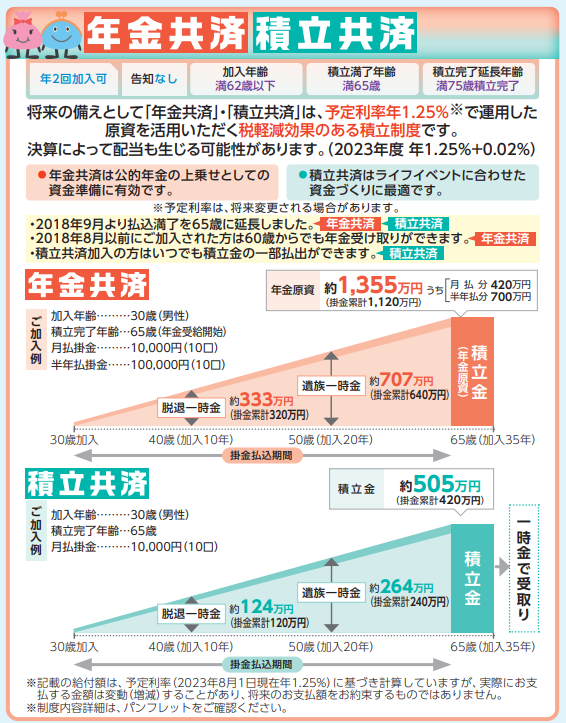 年金共済 積立共済
年2回加入可 告知なし 加入年齢 満62歳以下 積立満了年齢 満65歳 積立完了延長年齢 満75歳積立完了
将来の備えとして「年金共済」・「積立共済」は、予定利率年1.25%※で運用した
原資を活用いただく税軽減効果のある積立制度です。
決算によって配当も生じる可能性があります。(2023年度 年1.25%+0.02%)
●年金共済は公的年金の上乗せとしての
資金準備に有効です。
●積立共済はライフイベントに合わせた
資金づくりに最適です。
※予定利率は、将来変更される場合があります。
・2018年9月より払込満了を65歳に延長しました。 年金共済 積立共済
・2018年8月以前にご加入された方は60歳からでも年金受け取りができます。 年金共済
・積立共済加入の方はいつでも積立金の一部払出ができます。 積立共済
年金共済
年金原資 約1,355万円 (掛金累計1,120万円) うち 月払分 420万円 半年払分 700万円
ご加入例
加入年齢………30歳(男性)
積立完了年齢…65歳(年金受給開始)
月払掛金………10,000円(10口)
半年払掛金……100,000円(10口)
積立金(年金原資)
遺族一時金 約707万円
(掛金累計640万円)
脱退一時金 約333万円
(掛金累計320万円)
30歳加入 40歳(加入10年) 50歳(加入20年) 65歳(加入35年)
掛金払込期間
積立共済
積立金 約505万円
(掛金累計420万円)
ご加入例
加入年齢………30歳(男性)
積立完了年齢…65歳
月払掛金………10,000円(10口)
積立金
一時金で受取り
遺族一時金 約264万円
(掛金累計240万円)
脱退一時金 約124万円
(掛金累計120万円)
30歳加入 40歳(加入10年) 50歳(加入20年) 65歳(加入35年)
掛金払込期間
※記載の給付額は、予定利率(2023年8月1日現在年1.25%)に基づき計算していますが、実際にお支
払する金額は変動(増減)することがあり、将来のお支払額をお約束するものではありません。
※制度内容詳細は、パンフレットをご確認ください。